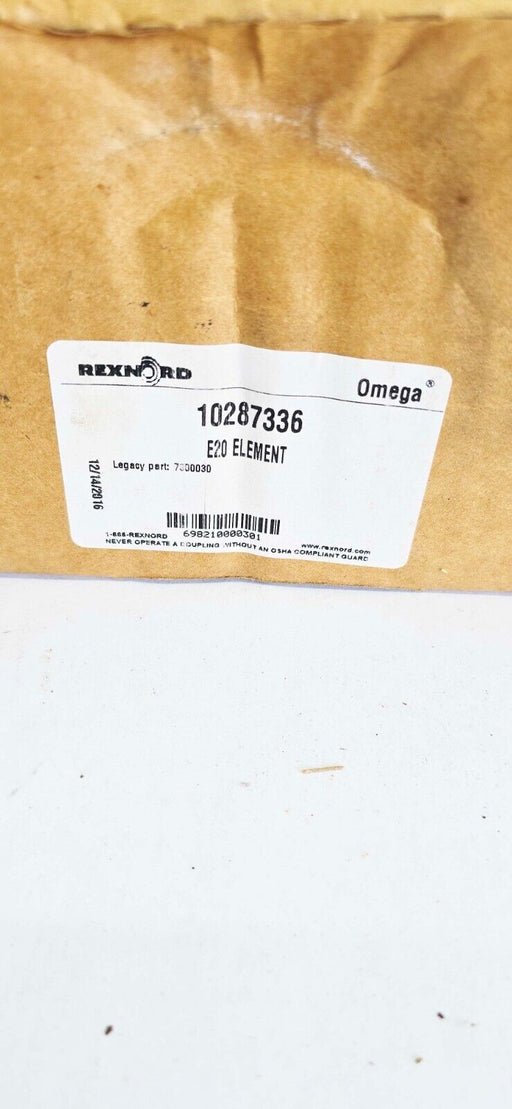 REXNORD
Omega®
10287336
E20 ELEMENT
Legacy part: 7300030
12/14/2016
698210000301
1-866-REXNORD www.rexnord.com
NEVER OPERATE A COUPLING WITHOUT AN OSHA COMPLIANT GUARD